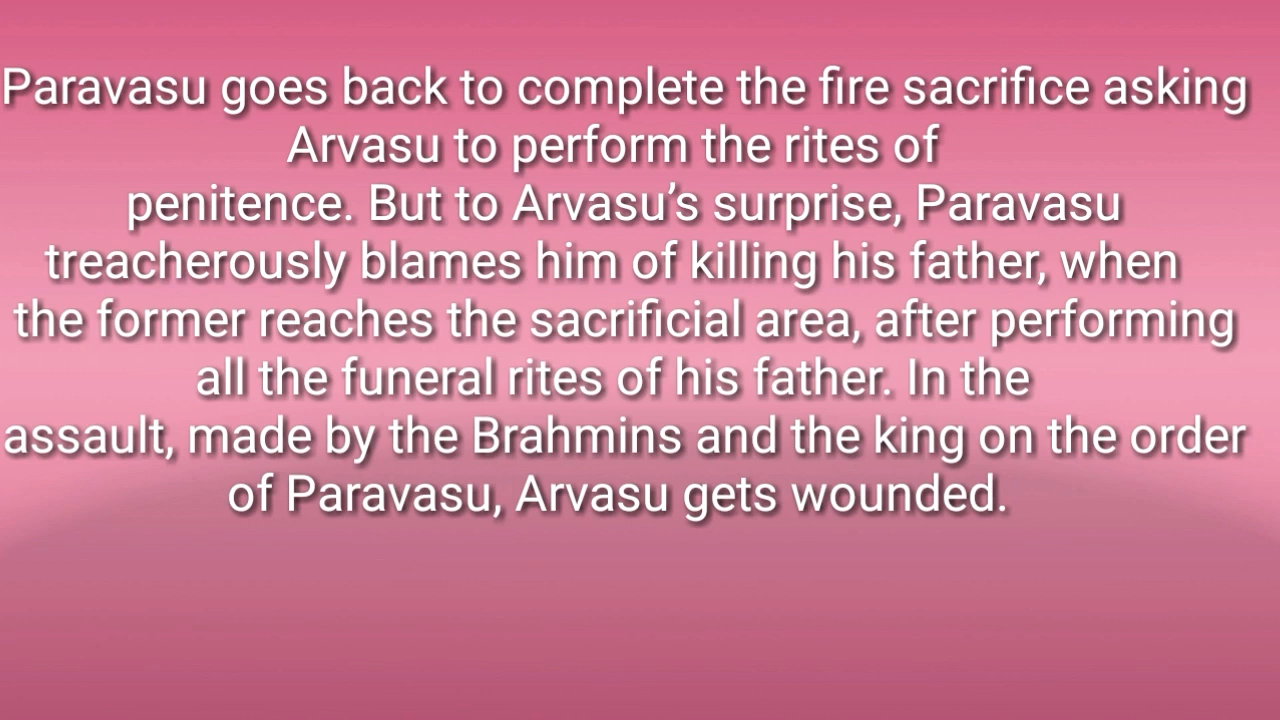 Paravasu goes back to complete the fire sacrifice asking
Arvasu to perform the rites of
penitence. But to Arvasu’s surprise, Paravasu
treacherously blames him of killing his father, when
the former reaches the sacrificial area, after performing
all the funeral rites of his father. In the
assault, made by the Brahmins and the king on the order
of Paravasu, Arvasu gets wounded.